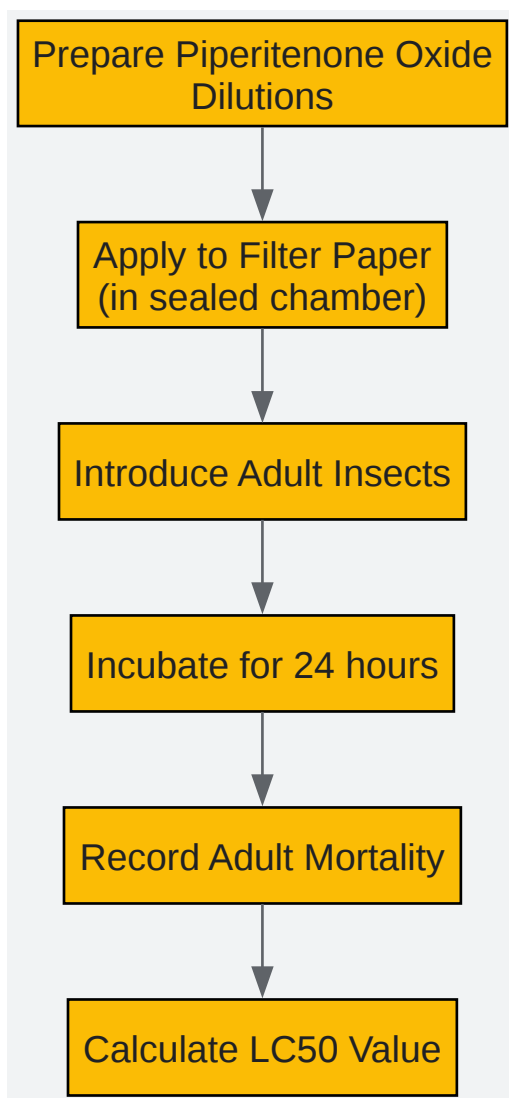 Prepare Piperitenone Oxide
Dilutions
Apply to Filter Paper
(in sealed chamber)
Introduce Adult Insects
Incubate for 24 hours
Record Adult Mortality
Calculate LC50 Value